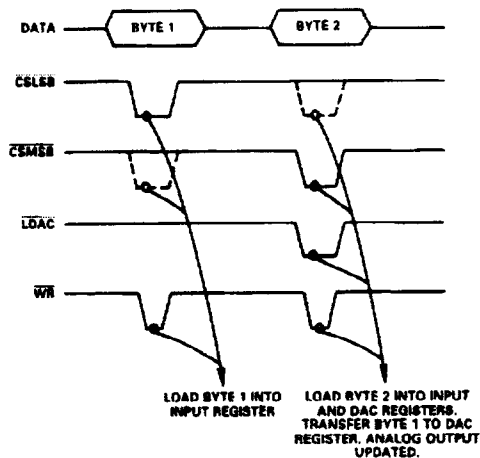 DATA
BYTE 1
BYTE 2
CSLSB
CSMSB
LDAC
WR
LOAD BYTE 1 INTO
INPUT REGISTER
LOAD BYTE 2 INTO INPUT
AND DAC REGISTERS.
TRANSFER BYTE 1 TO DAC
REGISTER. ANALOG OUTPUT
UPDATED.